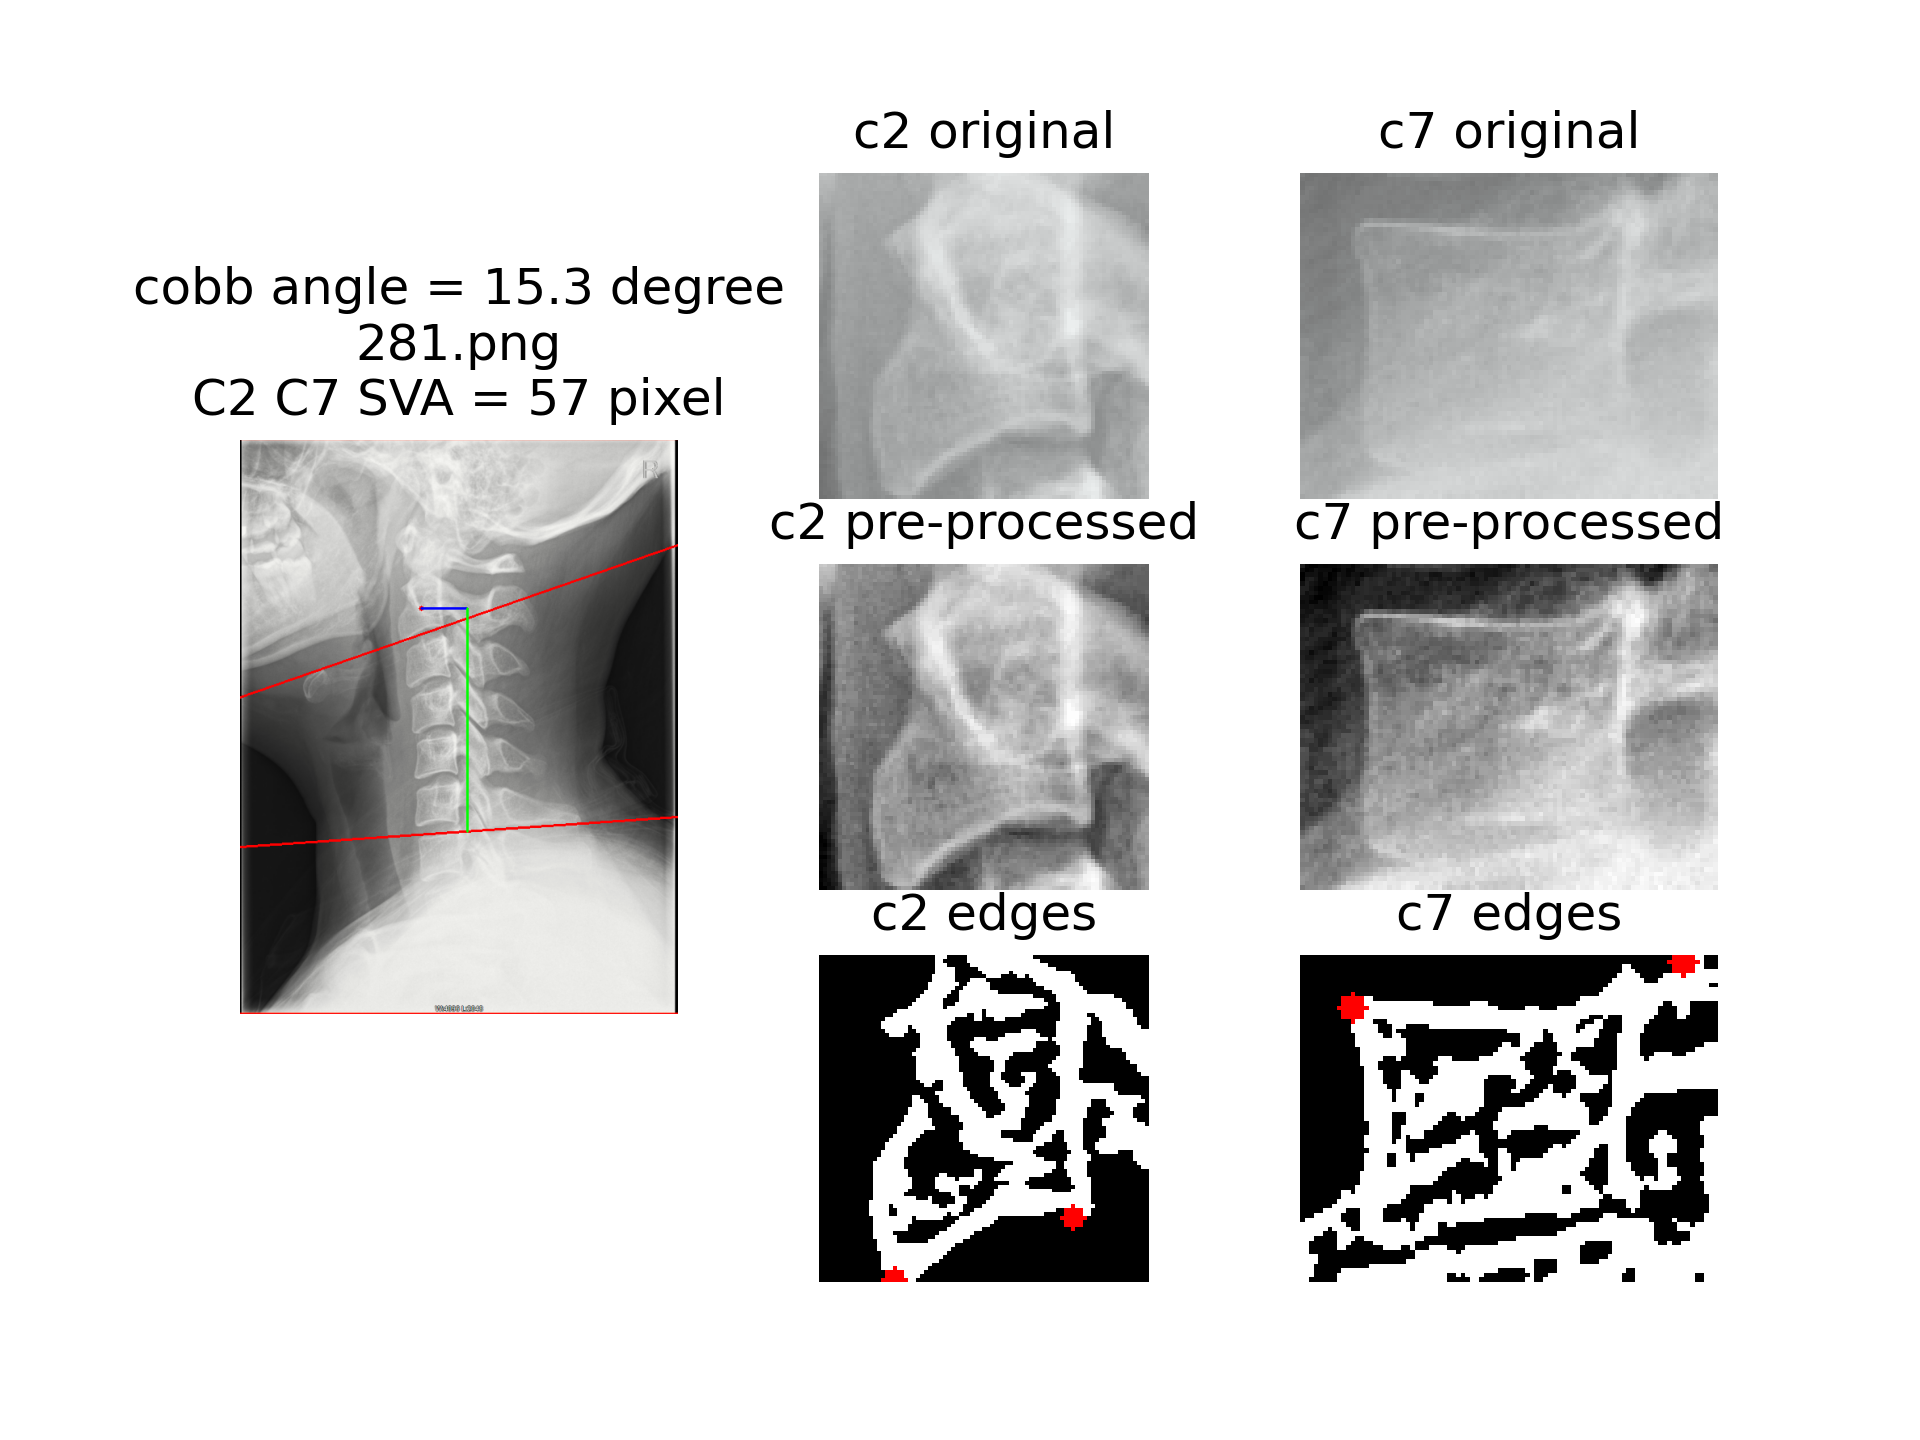 cobb angle = 15.3 degree
281.png
C2 C7 SVA = 57 pixel
R
c2 original
c7 original
c2 pre-processed
c7 pre-processed
c2 edges
c7 edges